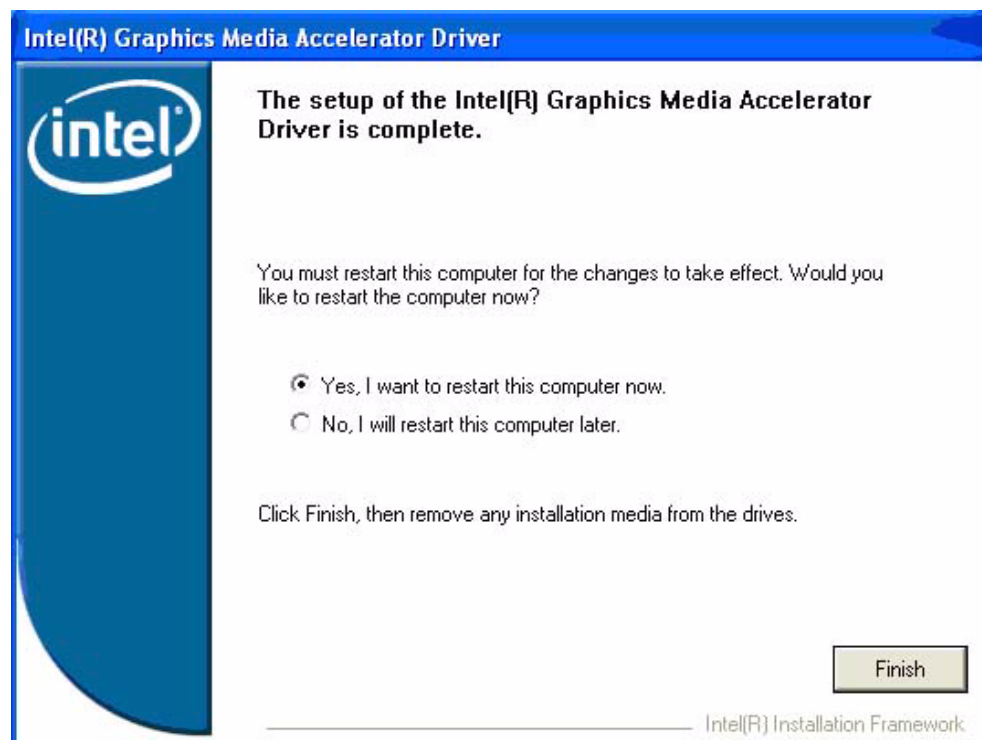 Intel(R) Graphics Media Accelerator Driver
intel
The setup of the Intel(R) Graphics Media Accelerator
Driver is complete.
You must restart this computer for the changes to take effect. Would you
like to restart the computer now?
Yes, I want to restart this computer now.
No, I will restart this computer later.
Click Finish, then remove any installation media from the drives.
Finish
Intel(R) Installation Framework